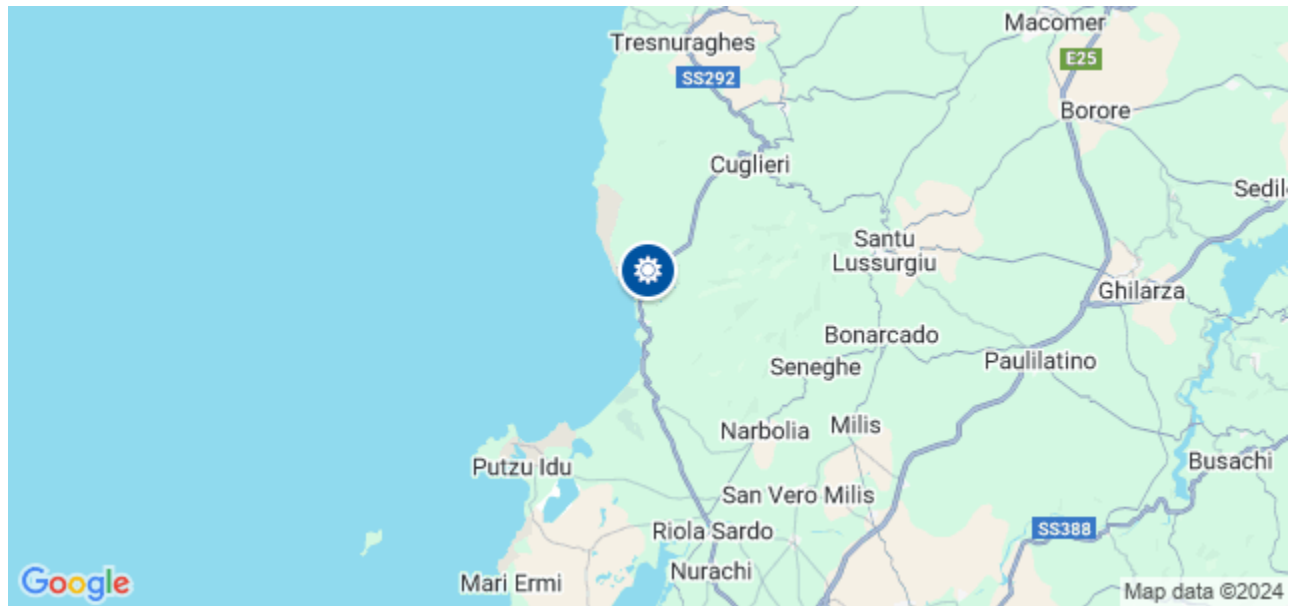 Macomer
Tresnuraghes
E25
SS292
Borore
Cuglieri
Sedilo
Santu
Lussurgiu
Ghilarza
Bonarcado
Paulilatino
Seneghe
Narbolia
Milis
Putzu Idu
Busachi
San Vero Milis
Riola Sardo
SS388
Nurachi
Mari Ermi
Google
Map data ©2024